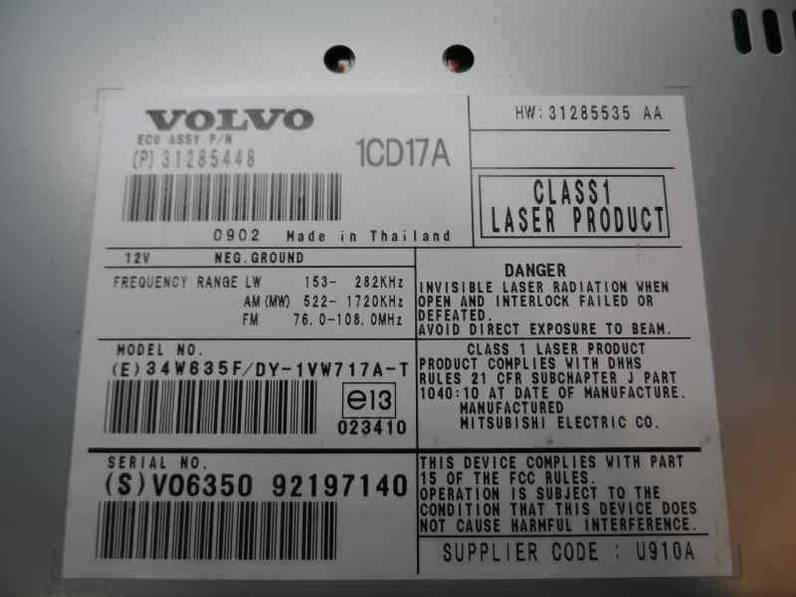 VOLVO
ECU ASSY P/N
(P) 31285448
1CD17A
0902 Made in Thailand
HW: 31285535 AA
CLASS1
LASER PRODUCT
12V NEG.GROUND
FREQUENCY RANGE LW 153- 282KHz
AM (MW) 522- 1720KHz
FM 76.0-108.0MHz
DANGER
INVISIBLE LASER RADIATION WHEN
OPEN AND INTERLOCK FAILED OR
DEFEATED.
AVOID DIRECT EXPOSURE TO BEAM.
MODEL NO.
(E) 34W635F/DY-1VW717A-T
e13
023410
CLASS 1 LASER PRODUCT
PRODUCT COMPLIES WITH DHHS
RULES 21 CFR SUBCHAPTER J PART
1040:10 AT DATE OF MANUFACTURE.
MANUFACTURED
MITSUBISHI ELECTRIC CO.
SERIAL NO.
(S) V06350 92197140
THIS DEVICE COMPLIES WITH PART
15 OF THE FCC RULES.
OPERATION IS SUBJECT TO THE
CONDITION THAT THIS DEVICE DOES
NOT CAUSE HARMFUL INTERFERENCE.
SUPPLIER CODE : U910A